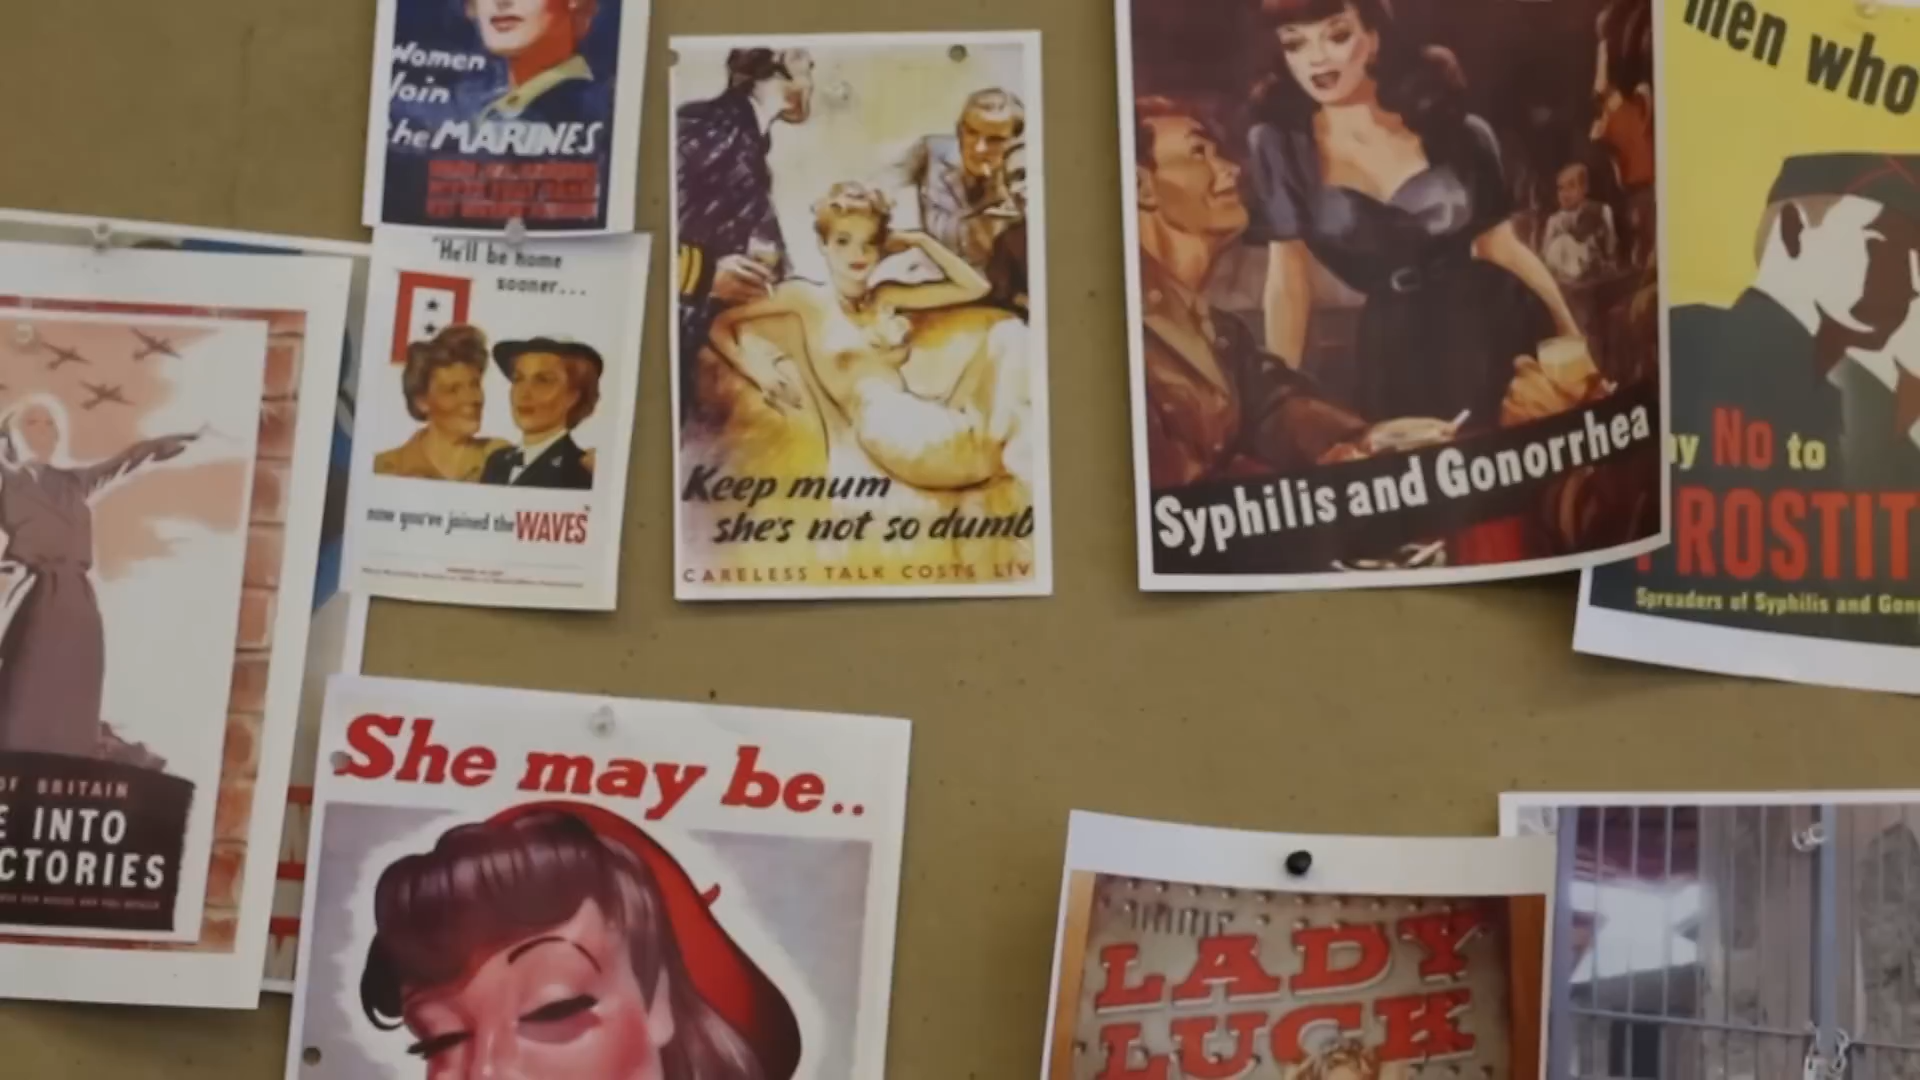 Women
Join
the MARINES
"He'll be home
sooner...
now you've joined the WAVES"
Keep mum
she's not so dumb
CARELESS TALK COSTS LIV
Syphilis and Gonorrhea
men who
No to
ROSTIT
Spreaders of Syphilis and Gon
OF BRITAIN
E INTO
CTORIES
She may be..
LADY
LUCK